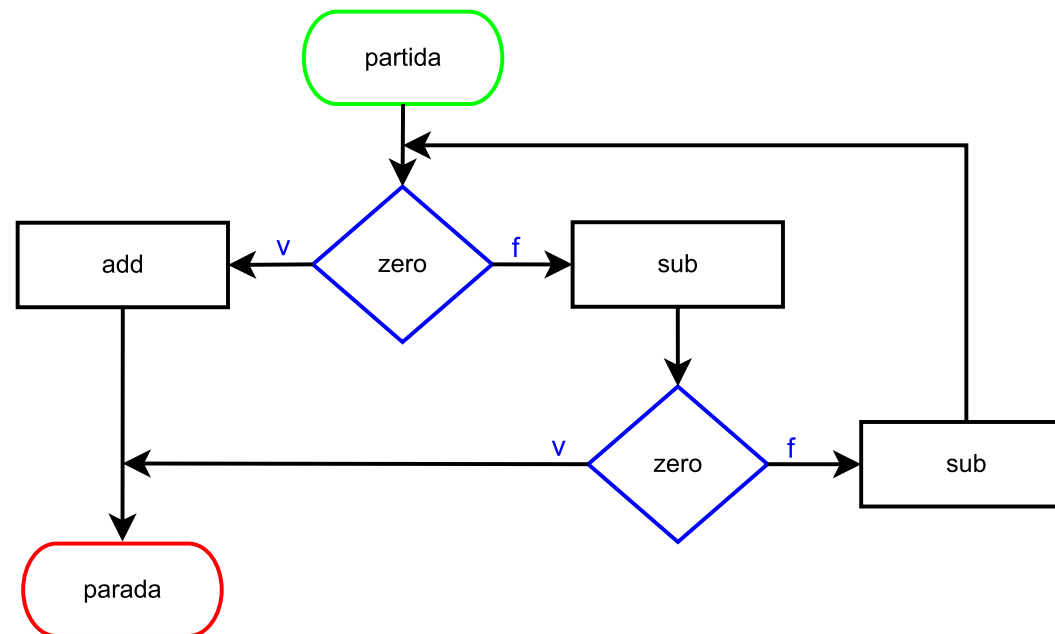 partida
v
f
add
zero
sub
v
f
zero
sub
parada